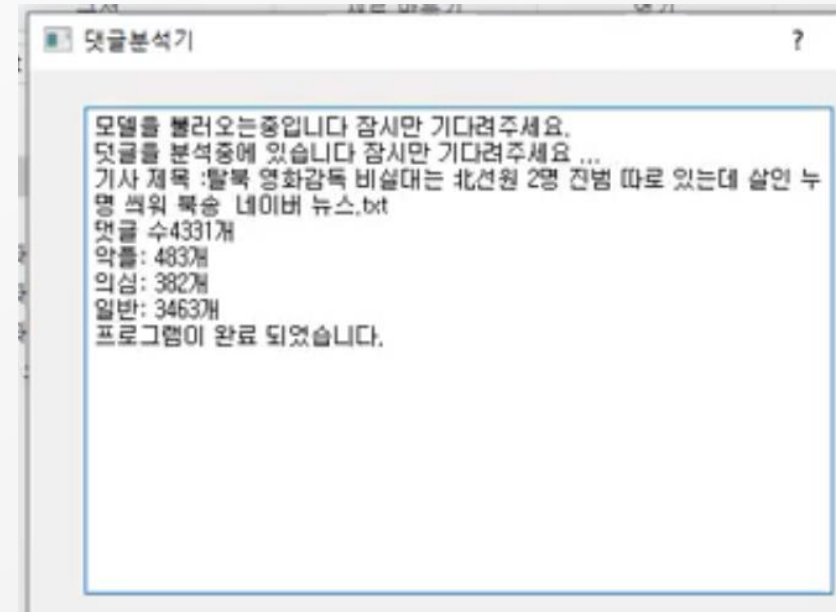 댓글분석기 ?
모델을 불러오는중입니다 잠시만 기다려주세요.
덧글을 분석중에 있습니다 잠시만 기다려주세요 ...
기사 제목 :탈북 영화감독 비실대는 北선원 2명 진범 따로 있는데 살인 누
명 씌워 북송 네이버 뉴스.txt
댓글 수4331개
악플: 483개
의심: 382개
일반: 3463개
프로그램이 완료 되었습니다.